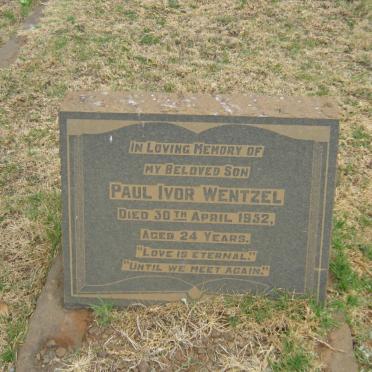 In Loving Memory of
my beloved son
Paul Ivor Wentzel
Died 30th April 1952,
Aged 24 Years.
"Love is eternal."
"Until we meet again."